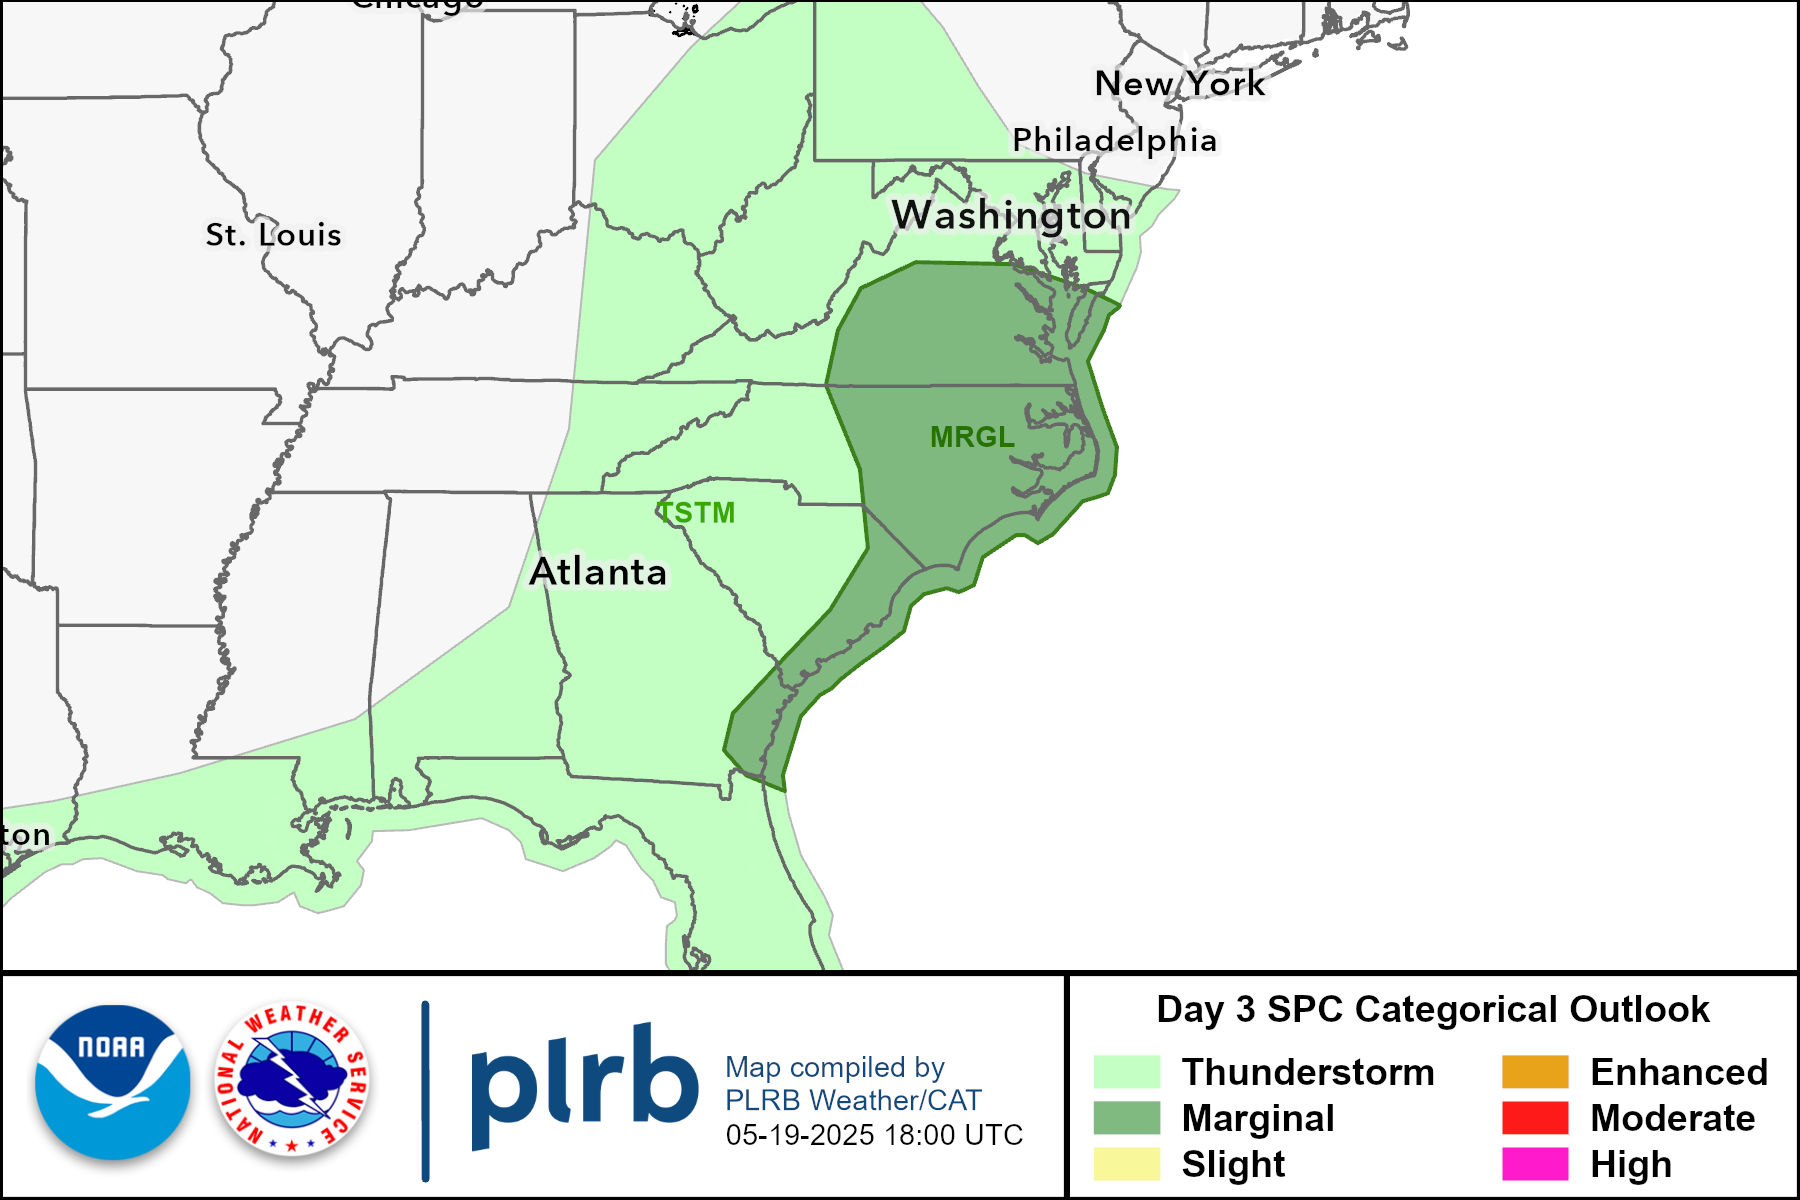 Chicago
New York
Philadelphia
Washington
St. Louis
MRGL
TSTM
Atlanta
ton
NOAA
NATIONAL WEATHER SERVICE
plrb
Map compiled by
PLRB Weather/CAT
05-19-2025 18:00 UTC
Day 3 SPC Categorical Outlook
Thunderstorm
Enhanced
Marginal
Moderate
Slight
High